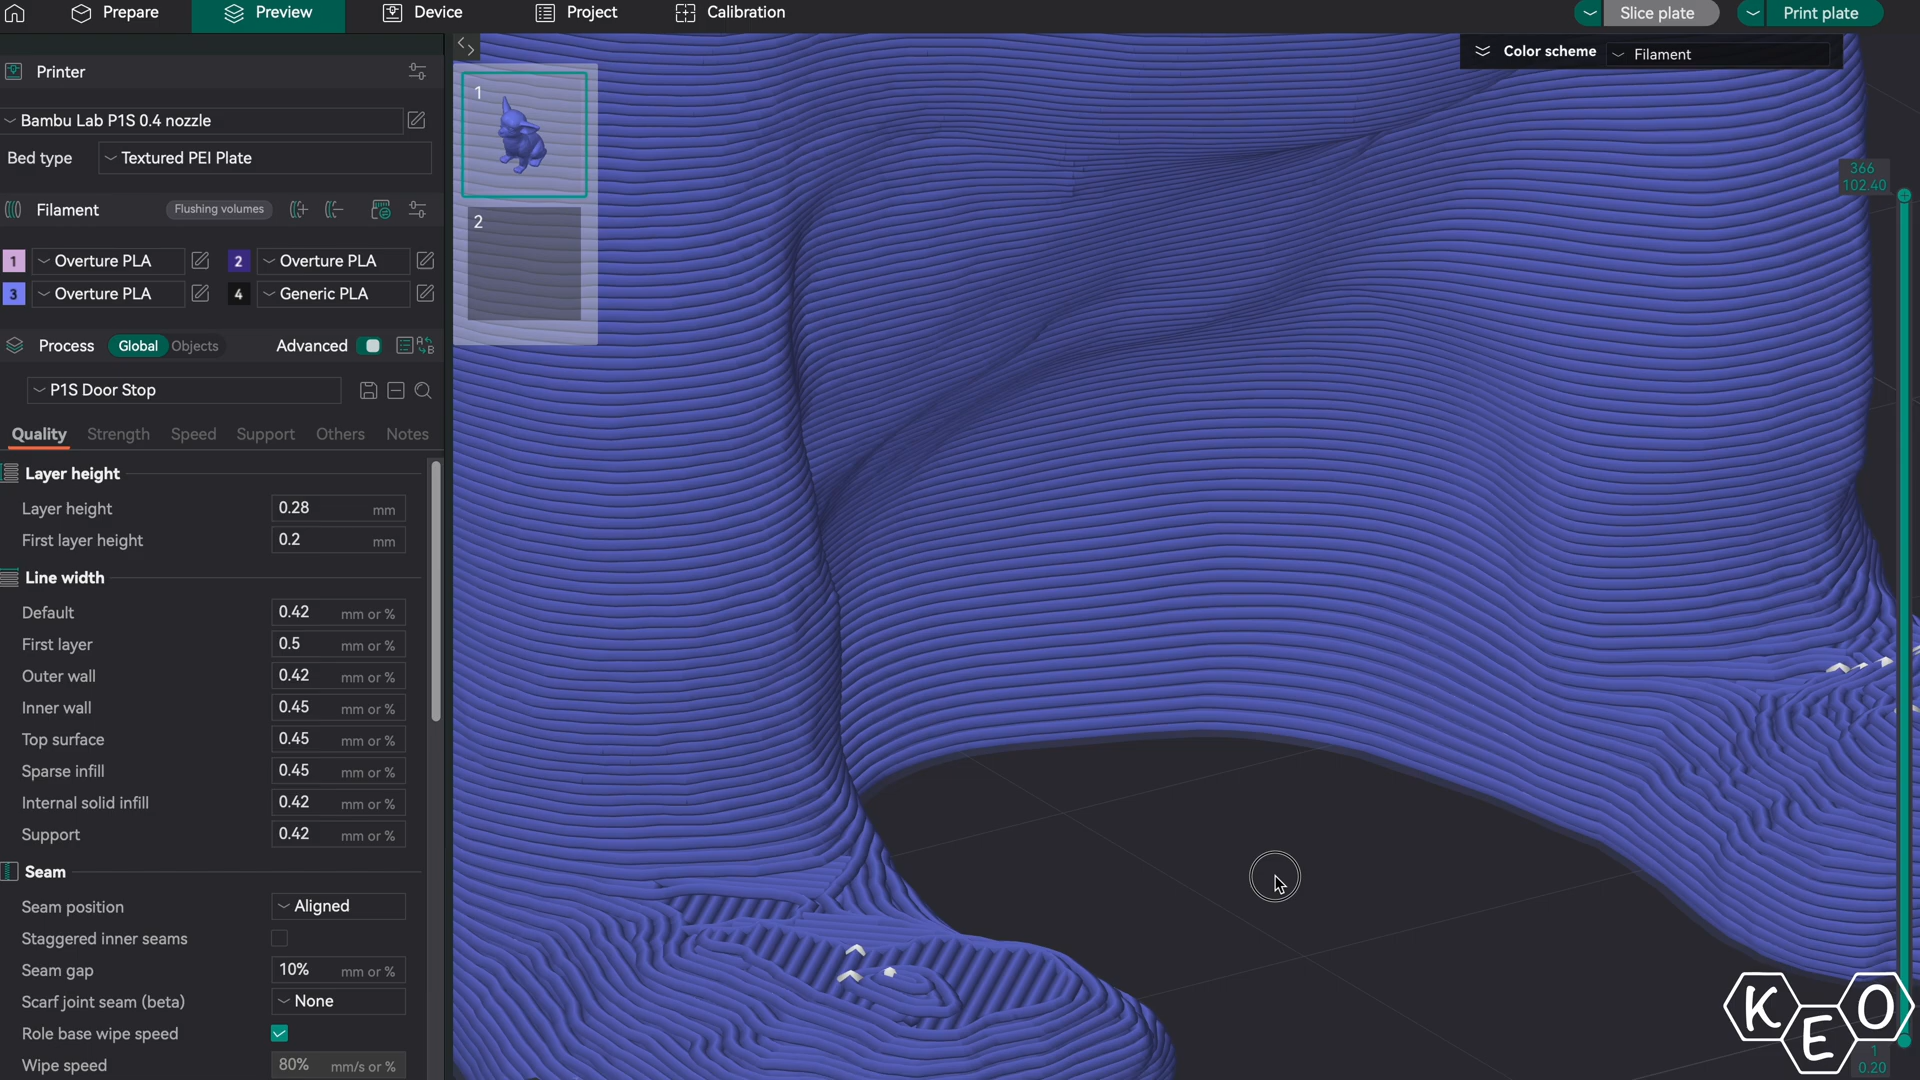 Prepare
Preview
Device
Project
Calibration
Slice plate
Print plate
Color scheme
Filament
Printer
Bambu Lab P1S 0.4 nozzle
Bed type
Textured PEI Plate
Filament
Flushing volumes
1 Overture PLA
2 Overture PLA
3 Overture PLA
4 Generic PLA
Process
Global
Objects
Advanced
P1S Door Stop
Quality
Strength
Speed
Support
Others
Notes
Layer height
Layer height 0.28 mm
First layer height 0.2 mm
Line width
Default 0.42 mm or %
First layer 0.5 mm or %
Outer wall 0.42 mm or %
Inner wall 0.45 mm or %
Top surface 0.45 mm or %
Sparse infill 0.45 mm or %
Internal solid infill 0.42 mm or %
Support 0.42 mm or %
Seam
Seam position Aligned
Staggered inner seams
Seam gap 10% mm or %
Scarf joint seam (beta) None
Role base wipe speed
Wipe speed 80% mm/s or %
1
2
366
102.40
KEO
1
0.20